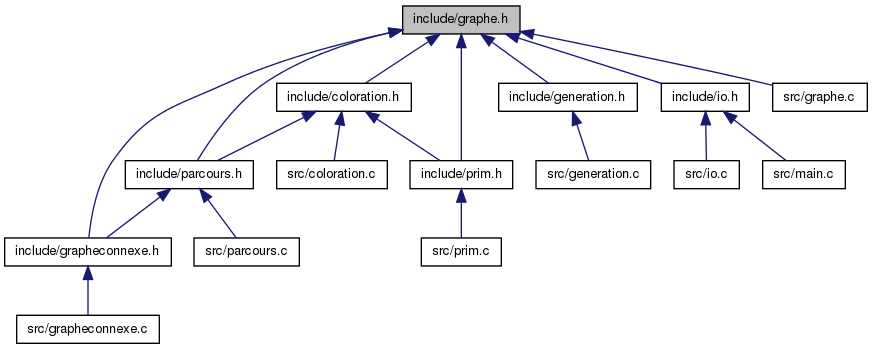 include/graphe.h
include/coloration.h
include/generation.h
include/io.h
src/graphe.c
include/parcours.h
src/coloration.c
include/prim.h
src/generation.c
src/io.c
src/main.c
include/grapheconnexe.h
src/parcours.c
src/prim.c
src/grapheconnexe.c